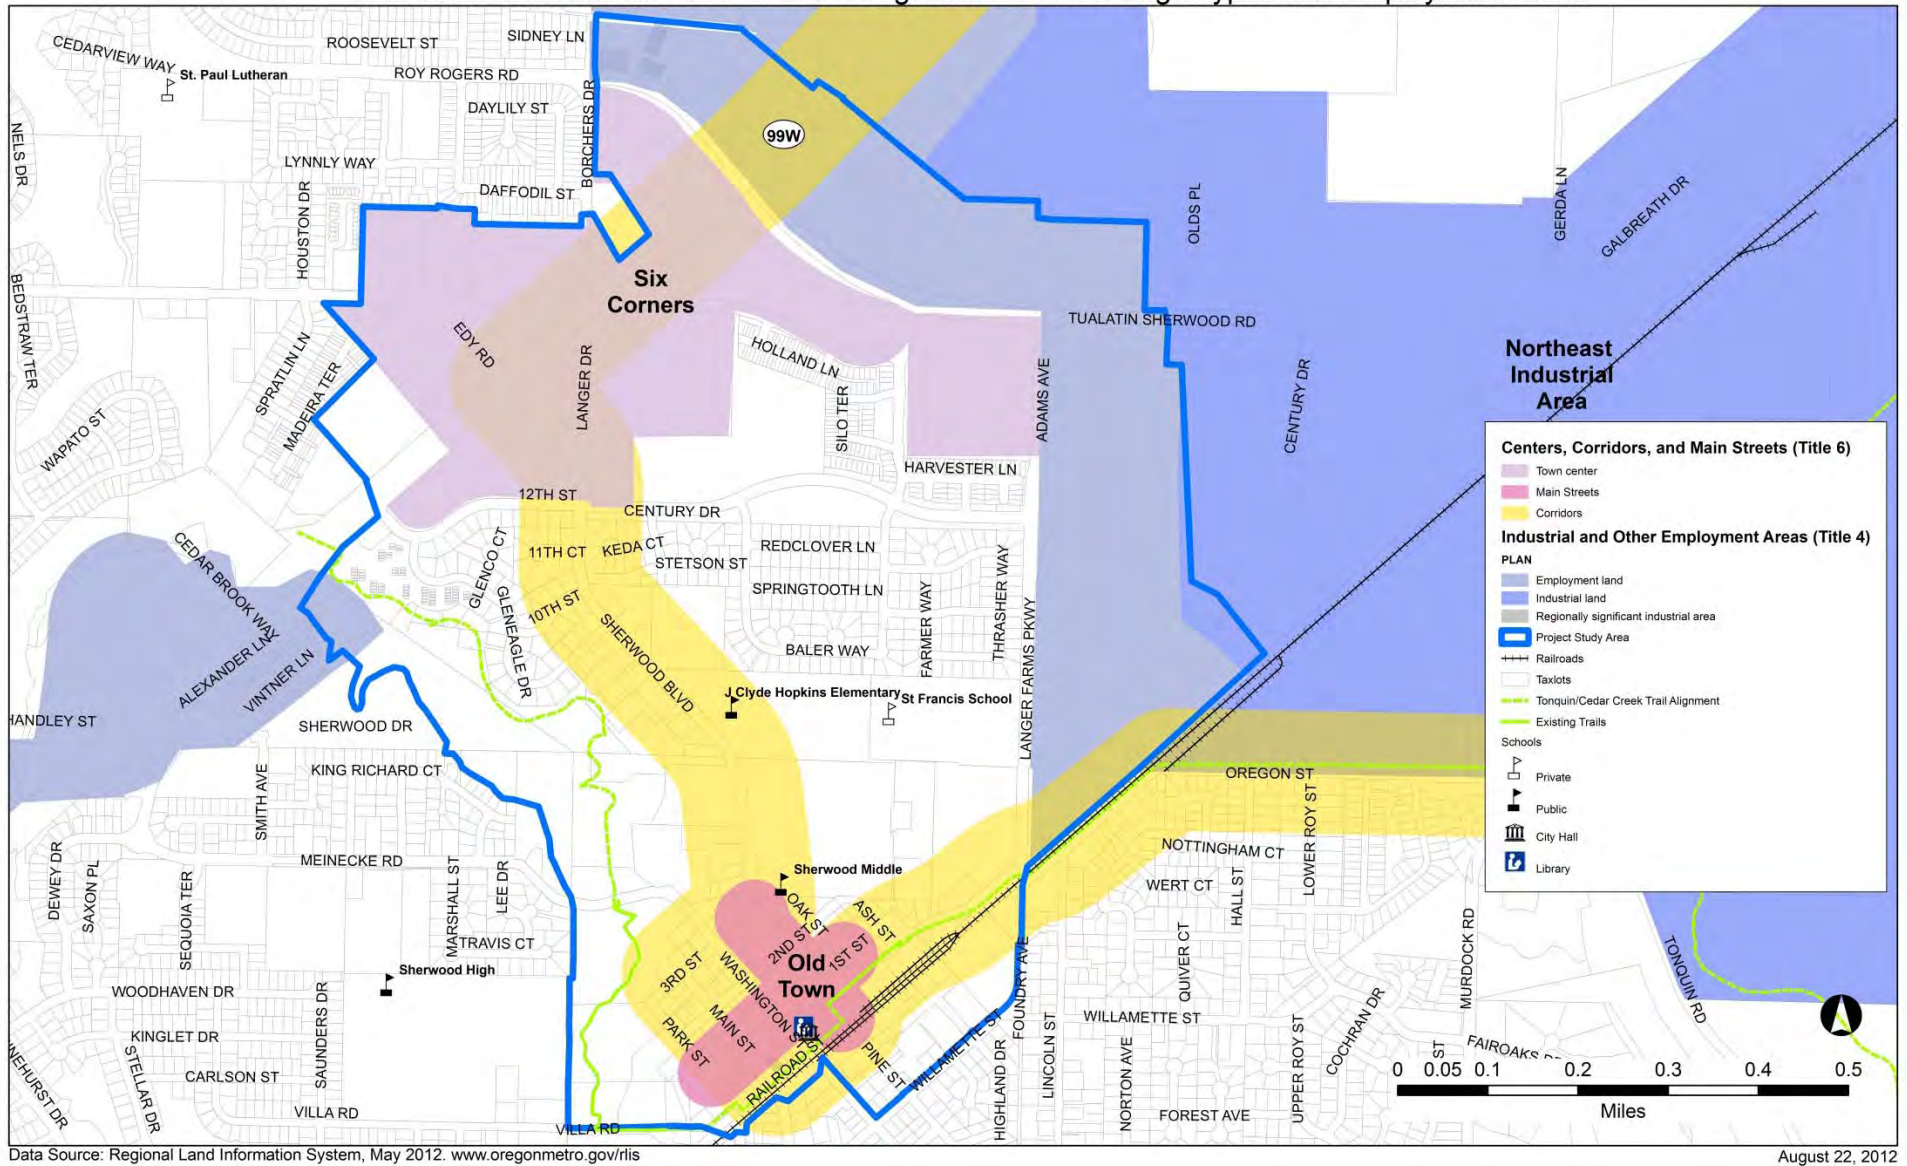 CEDARVIEW WAY
St. Paul Lutheran
ROOSEVELT ST
SIDNEY LN
ROY ROGERS RD
DAYLILY ST
BORCHERS DR
NELS DR
LYNNLY WAY
DAFFODIL ST
HOUSTON DR
99W
OLDS PL
GERDA LN
GALBREATH DR
BEDSTRAW TER
Six
Corners
EDY RD
SPRATLIN LN
MADEIRA TER
WAPATO ST
LANGER DR
HOLLAND LN
SILOTER
ADAMS AVE
TUALATIN SHERWOOD RD
CENTURY DR
Northeast
Industrial
Area
HARVESTER LN
12TH ST
CENTURY DR
11TH CT
KEDA CT
STETSON ST
REDCLOVER LN
SPRINGTOOTH LN
GLENCO CT
GLENEAGLE DR
10TH ST
SHERWOOD BLVD
BALER WAY
FARMER WAY
THRASHER WAY
LANGER FARMS PKWY
CEDAR BROOK WAY
ALEXANDER LN
VINTNER LN
HANDLEY ST
SHERWOOD DR
J Clyde Hopkins Elementary
St Francis School
KING RICHARD CT
SMITH AVE
MEINECKE RD
DEWEY DR
SAXON PL
SEQUOIA TER
MARSHALL ST
LEE DR
TRAVIS CT
Sherwood High
WOODHAVEN DR
KINGLET DR
STELLAR DR
SAUNDERS DR
CARLSON ST
VILLA RD
VILLA RD
Sherwood Middle
OAK ST
2ND ST
ASH ST
1ST ST
Old
Town
3RD ST
WASHINGTON ST
MAIN ST
PARK ST
RAILROAD ST
PINE ST
WILLAMETTE ST
FOUNDRY AVE
HIGHLAND DR
LINCOLN ST
OREGON ST
LOWER ROY ST
NOTTINGHAM CT
WERT CT
HALL ST
QUIVER CT
WILLAMETTE ST
NORTON AVE
UPPER ROY ST
COCHRAN DR
MURDOCK RD
FOREST AVE
ST
TONQUIN RD
Centers, Corridors, and Main Streets (Title 6)
Town center
Main Streets
Corridors
Industrial and Other Employment Areas (Title 4)
PLAN
Employment land
Industrial land
Regionally significant industrial area
Project Study Area
Railroads
Taxlots
Tonquin/Cedar Creek Trail Alignment
Existing Trails
Schools
Private
Public
City Hall
Library
0 0.05 0.1 0.2 0.3 0.4 0.5
Miles
Data Source: Regional Land Information System, May 2012. www.oregonmetro.gov/rlis
August 22, 2012